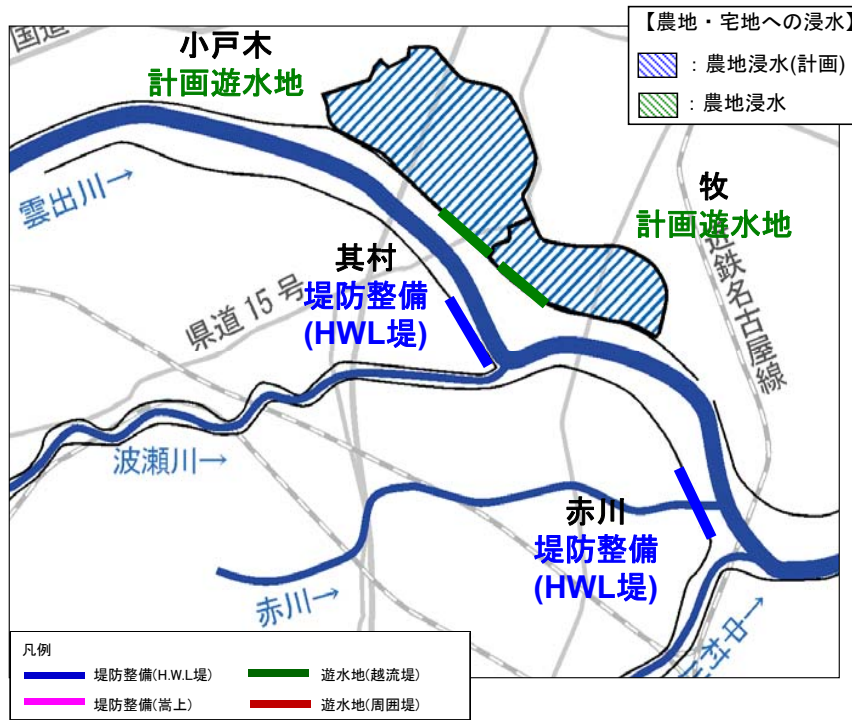 【農地・宅地への浸水】
：農地浸水(計画)
：農地浸水
国道
小戸木
計画遊水地
牧
計画遊水地
雲出川→
其村
堤防整備
(HWL堤)
県道15号
近鉄名古屋線
波瀬川→
赤川
堤防整備
(HWL堤)
赤川→
中村川→
凡例
堤防整備(H.W.L堤)
遊水地(越流堤)
堤防整備(嵩上)
遊水地(周囲堤)